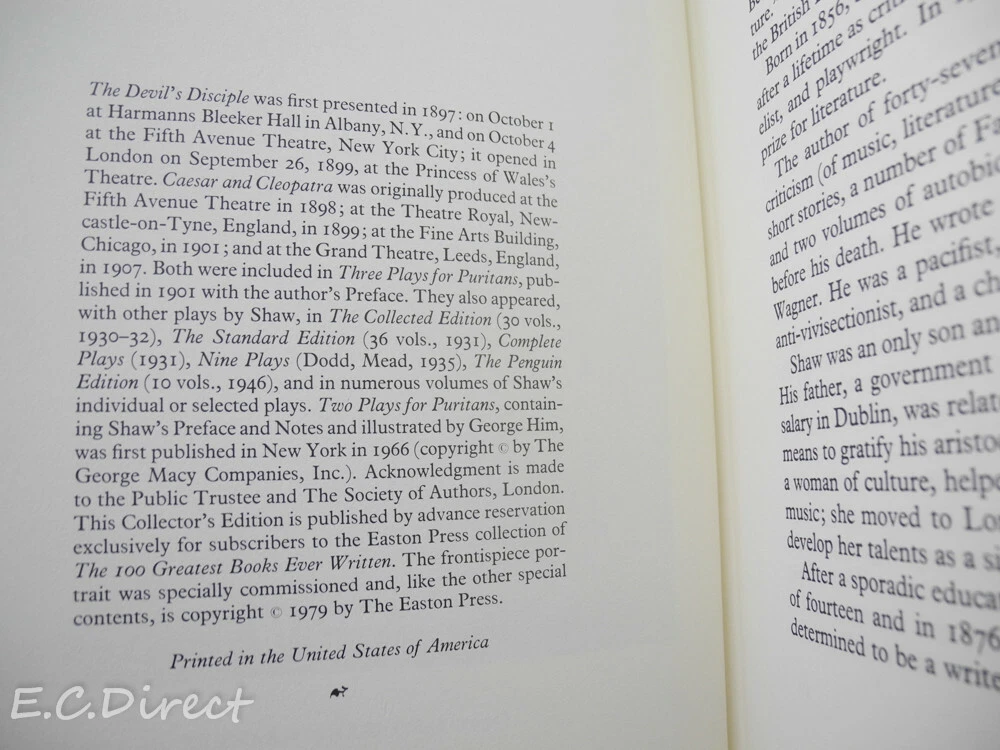 The Devil's Disciple was first presented in 1897: on October 1
at Harmanns Bleeker Hall in Albany, N.Y., and on October 4
at the Fifth Avenue Theatre, New York City; it opened in
London on September 26, 1899, at the Princess of Wales's
Theatre. Caesar and Cleopatra was originally produced at the
Fifth Avenue Theatre in 1898; at the Theatre Royal, New-
castle-on-Tyne, England, in 1899; at the Fine Arts Building,
Chicago, in 1901; and at the Grand Theatre, Leeds, England,
in 1907. Both were included in Three Plays for Puritans, pub-
lished in 1901 with the author's Preface. They also appeared,
with other plays by Shaw, in The Collected Edition (30 vols.,
1930–32), The Standard Edition (36 vols., 1931), Complete
Plays (1931), Nine Plays (Dodd, Mead, 1935), The Penguin
Edition (10 vols., 1946), and in numerous volumes of Shaw's
individual or selected plays. Two Plays for Puritans, contain-
ing Shaw's Preface and Notes and illustrated by George Him,
was first published in New York in 1966 (copyright © by The
George Macy Companies, Inc.). Acknowledgment is made
to the Public Trustee and The Society of Authors, London.
This Collector's Edition is published by advance reservation
exclusively for subscribers to the Easton Press collection of
The 100 Greatest Books Ever Written. The frontispiece por-
trait was specially commissioned and, like the other special
contents, is copyright © 1979 by The Easton Press.
Printed in the United States of America
E.C.Direct
ture.
the British
Born in 1856,
after a lifetime as crit
elist, and playwright. In
prize for literature.
The author of forty-seven
criticism (of music, literature
short stories, a number of Fa
and two volumes of autobio
before his death. He wrote
Wagner. He was a pacifist,
anti-vivisectionist, and a ch
Shaw was an only son an
His father, a government
salary in Dublin, was relat
means to gratify his aristo
a woman of culture, helpe
music; she moved to Lo
develop her talents as a si
After a sporadic educat
of fourteen and in 1876
determined to be a write